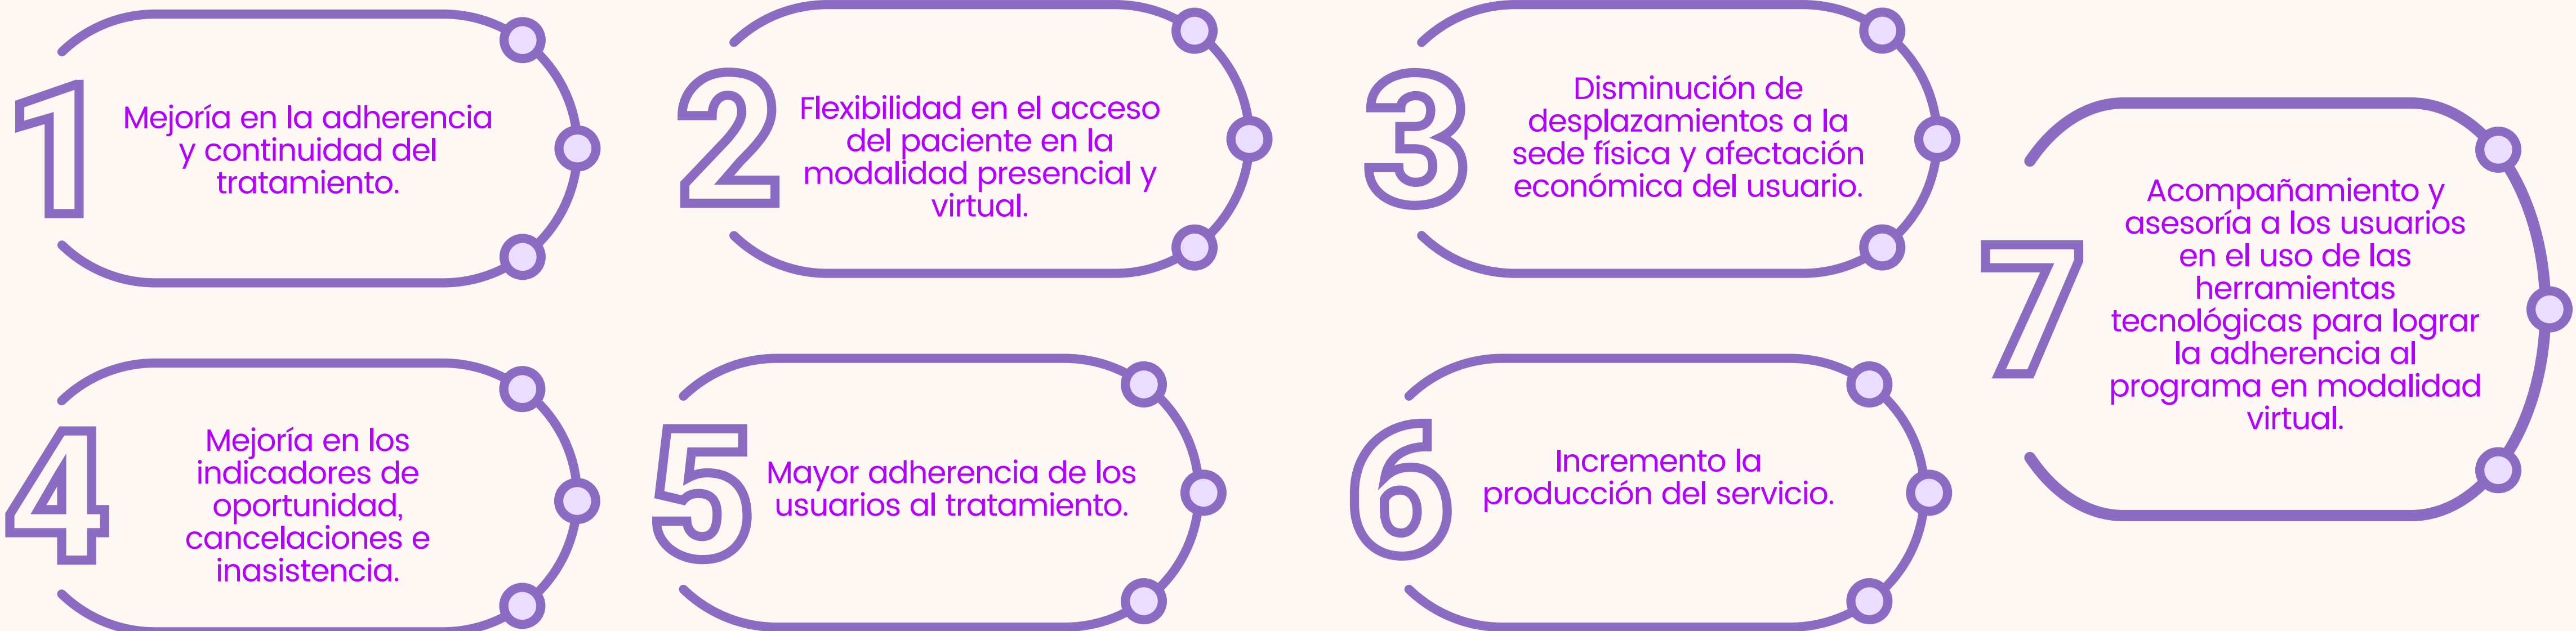 1
Mejoría en la adherencia
y continuidad del
tratamiento.
2
Flexibilidad en el acceso
del paciente en la
modalidad presencial y
virtual.
3
Disminución de
desplazamientos a la
sede física y afectación
económica del usuario.
4
Mejoría en los
indicadores de
oportunidad,
cancelaciones e
inasistencia.
5
Mayor adherencia de los
usuarios al tratamiento.
6
Incremento la
producción del servicio.
7
Acompañamiento y
asesoría a los usuarios
en el uso de las
herramientas
tecnológicas para lograr
la adherencia al
programa en modalidad
virtual.